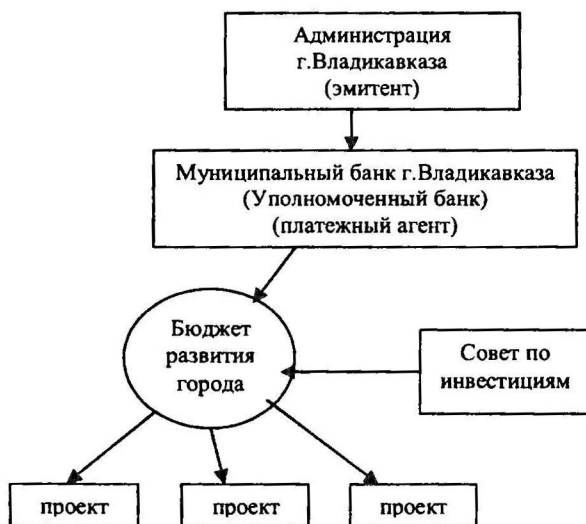 Администрация
г.Владикавказа
(эмитент)
Муниципальный банк г.Владикавказа
(Уполномоченный банк)
(платежный агент)
Бюджет
развития
города
Совет по
инвестициям
проект
проект
проект